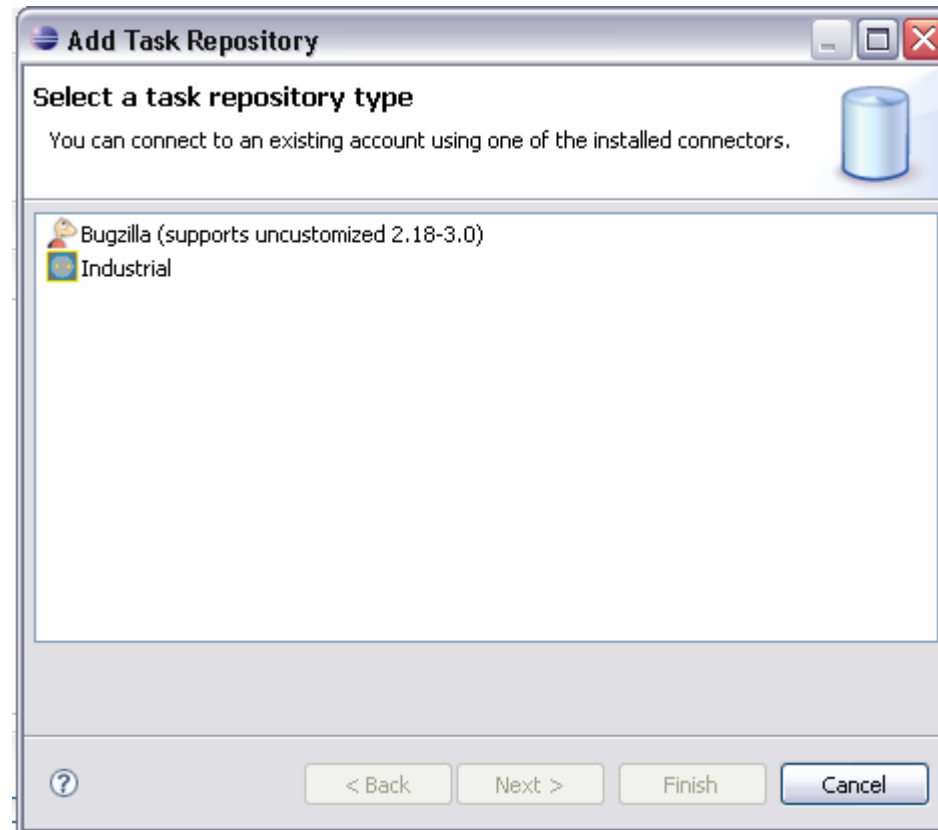 Add Task Repository
Select a task repository type
You can connect to an existing account using one of the installed connectors.
Bugzilla (supports uncustomized 2.18-3.0)
Industrial
?
< Back
Next >
Finish
Cancel